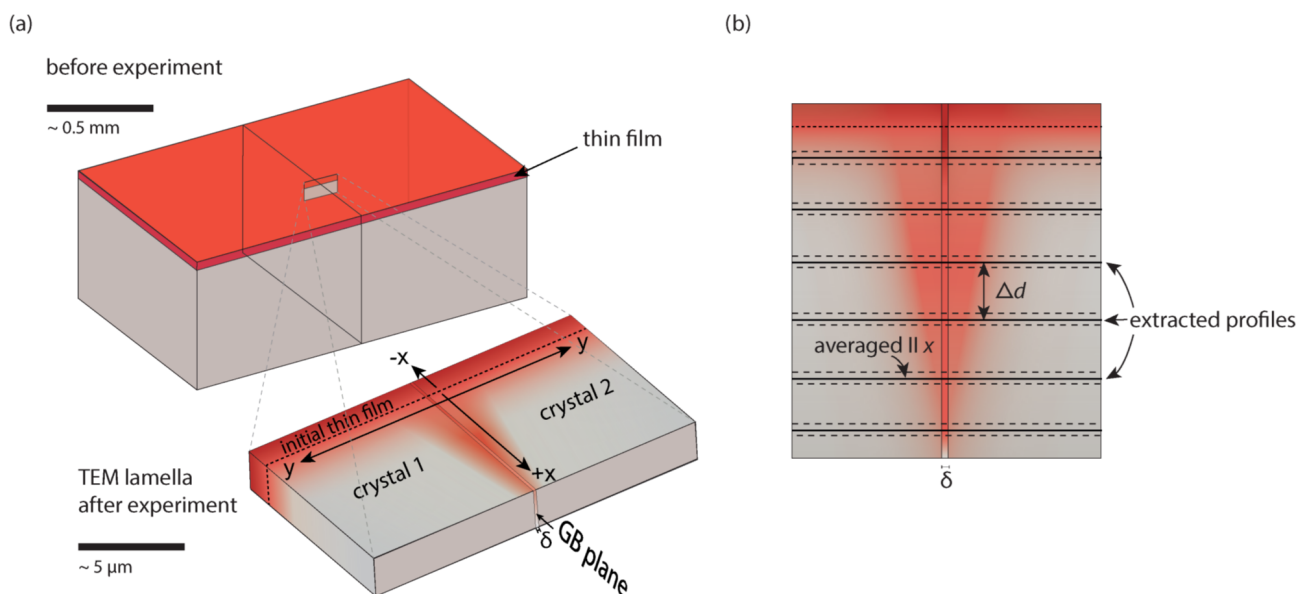 (a)
before experiment
~ 0.5 mm
thin film
-x
y
initial thin film
crystal 2
y
crystal 1
+x
TEM lamella
after experiment
δ
GB plane
~ 5 μm
(b)
Δd
extracted profiles
averaged II x
δ